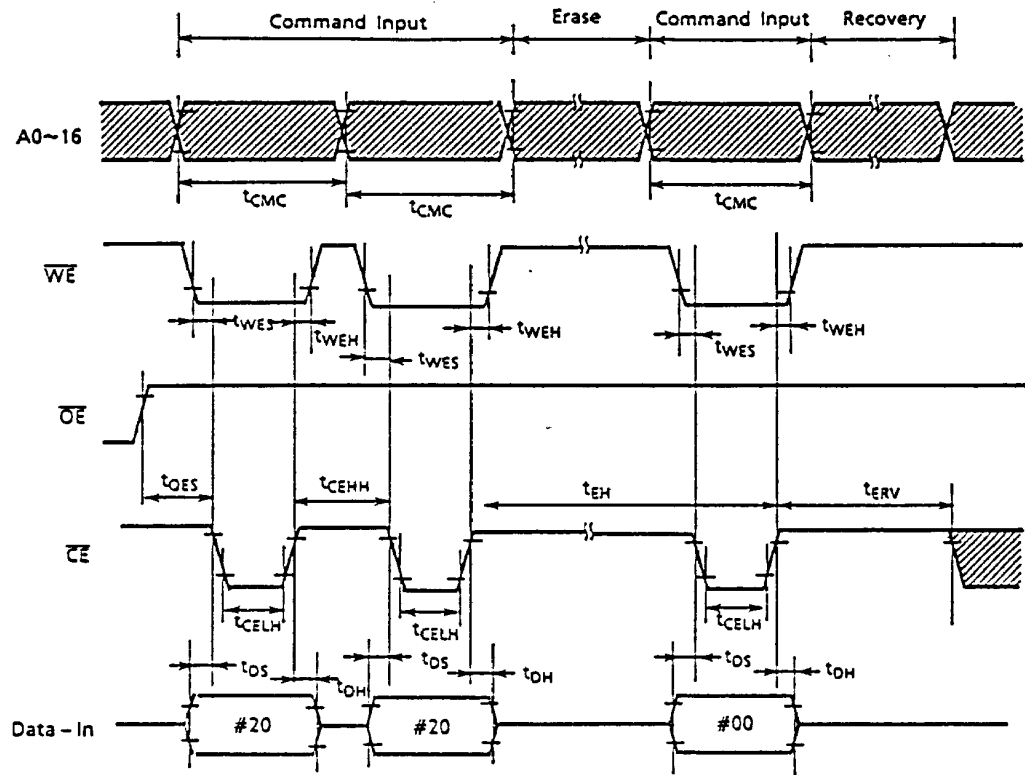 Command Input Erase Command Input Recovery
A0~16
tCMC tCMC tCMC
WE
tWES tWEH tWES tWEH tWES tWEH
OE
tOES tCEHH tEH tERV
CE
tCELH tCELH tCELH
tDS tDH tDS tDH tDS tDH
Data – In #20 #20 #00